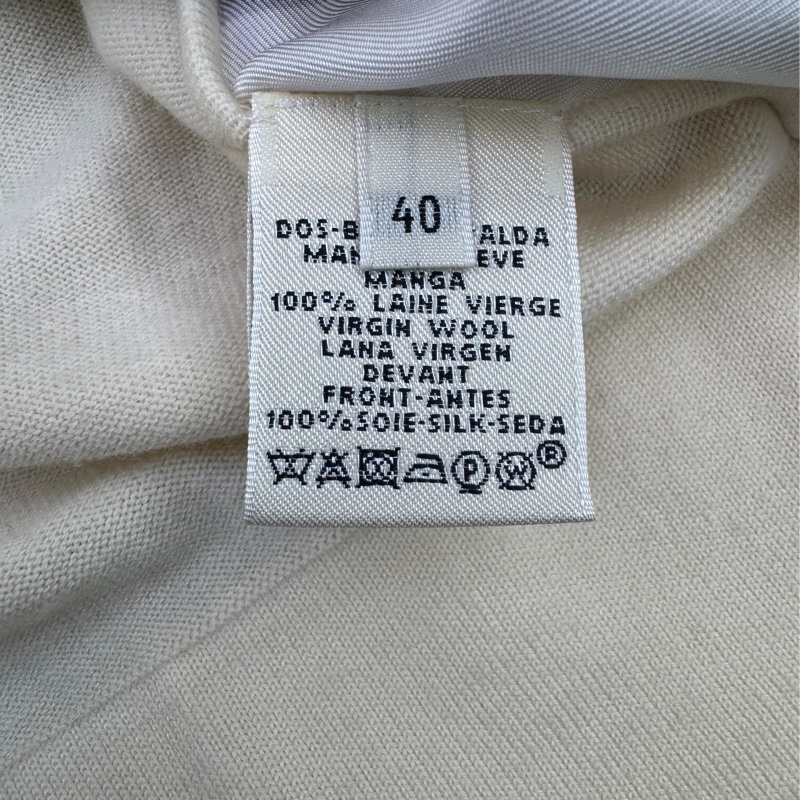 40
DOS-B ALDA
MAN EVE
MANGA
100% LAINE VIERGE
VIRGIN WOOL
LANA VIRGEN
DEVANT
FRONT-ANTES
100% SOIE-SILK-SEDA
P W ®